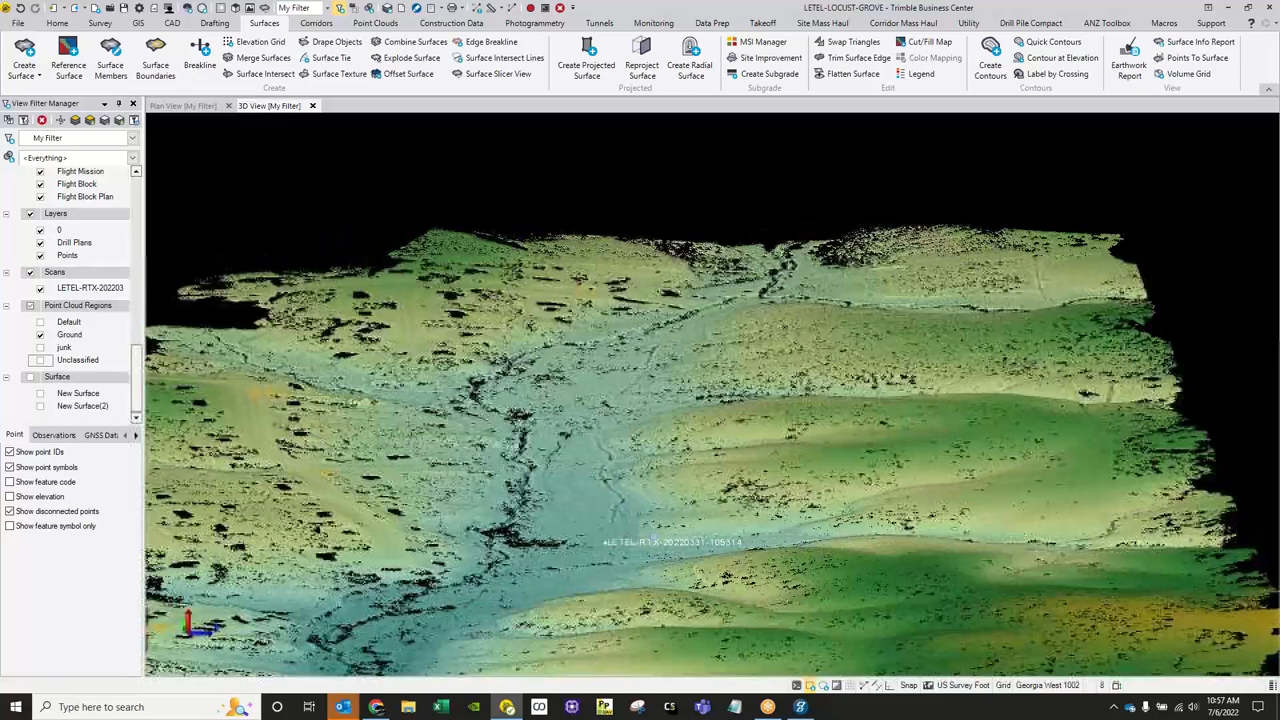 My Filter
LETEL-LOCUST-GROVE - Trimble Business Center
File Home Survey GIS CAD Drafting Surfaces Corridors Point Clouds Construction Data Photogrammetry Tunnels Monitoring Data Prep Takeoff Site Mass Haul Corridor Mass Haul Utility Drill Pile Compact ANZ Toolbox Macros Support
Create Surface
Reference Surface
Surface Members
Surface Boundaries
Breakline
Elevation Grid
Merge Surfaces
Surface Intersect
Drape Objects
Surface Tie
Surface Texture
Combine Surfaces
Explode Surface
Offset Surface
Edge Breakline
Surface Intersect Lines
Surface Slicer View
Create
Create Projected Surface
Reproject Surface
Create Radial Surface
Projected
MSI Manager
Site Improvement
Create Subgrade
Subgrade
Swap Triangles
Trim Surface Edge
Flatten Surface
Cut/Fill Map
Color Mapping
Legend
Edit
Create Contours
Quick Contours
Contour at Elevation
Label by Crossing
Contours
Earthwork Report
Surface Info Report
Points To Surface
Volume Grid
View
View Filter Manager
Plan View [My Filter]
3D View [My Filter]
My Filter
<Everything>
Flight Mission
Flight Block
Flight Block Plan
Layers
0
Drill Plans
Points
Scans
LETEL-RTX-202203
Point Cloud Regions
Default
Ground
junk
Unclassified
Surface
New Surface
New Surface(2)
Point Observations GNSS Data
Show point IDs
Show point symbols
Show feature code
Show elevation
Show disconnected points
Show feature symbol only
LETEL-RTX-20220331-105314
Snap US Survey Foot Grid Georgia West 1002 8
Type here to search
10:57 AM
7/6/2022